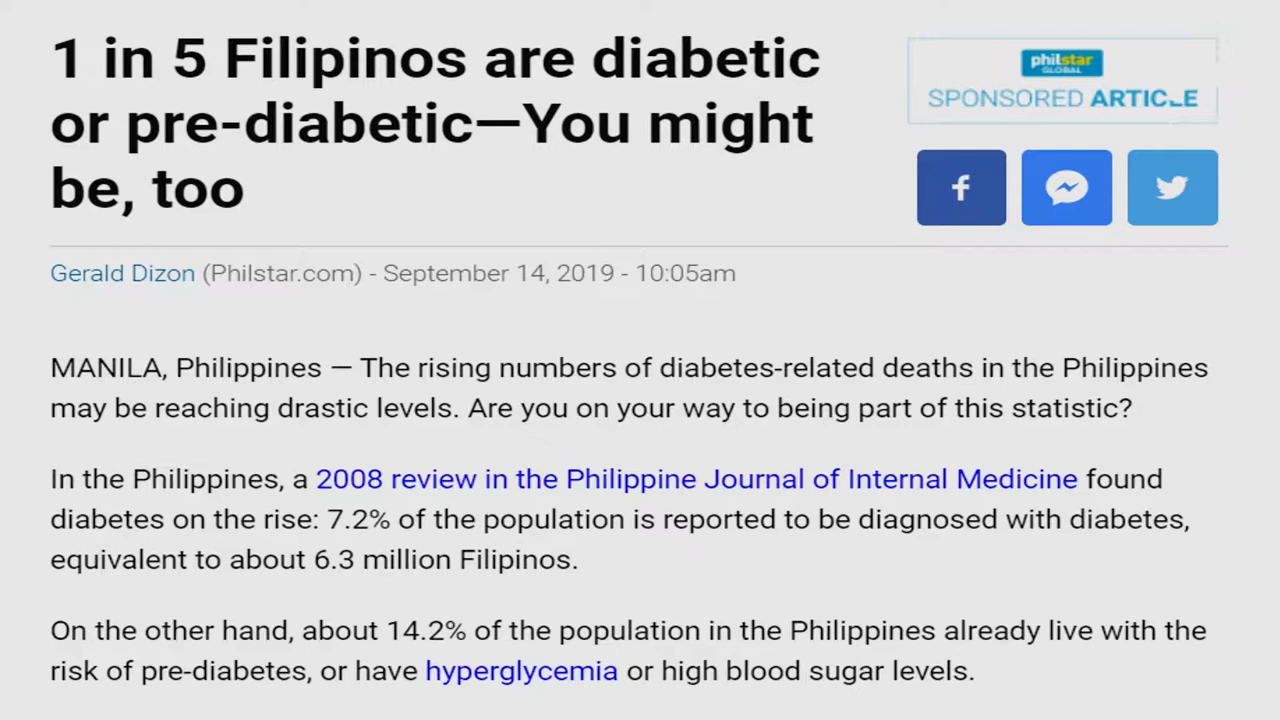 1 in 5 Filipinos are diabetic
or pre-diabetic—You might
be, too
philstar
GLOBAL
SPONSORED ARTICLE
f
Gerald Dizon (Philstar.com) - September 14, 2019 - 10:05am
MANILA, Philippines — The rising numbers of diabetes-related deaths in the Philippines
may be reaching drastic levels. Are you on your way to being part of this statistic?
In the Philippines, a 2008 review in the Philippine Journal of Internal Medicine found
diabetes on the rise: 7.2% of the population is reported to be diagnosed with diabetes,
equivalent to about 6.3 million Filipinos.
On the other hand, about 14.2% of the population in the Philippines already live with the
risk of pre-diabetes, or have hyperglycemia or high blood sugar levels.